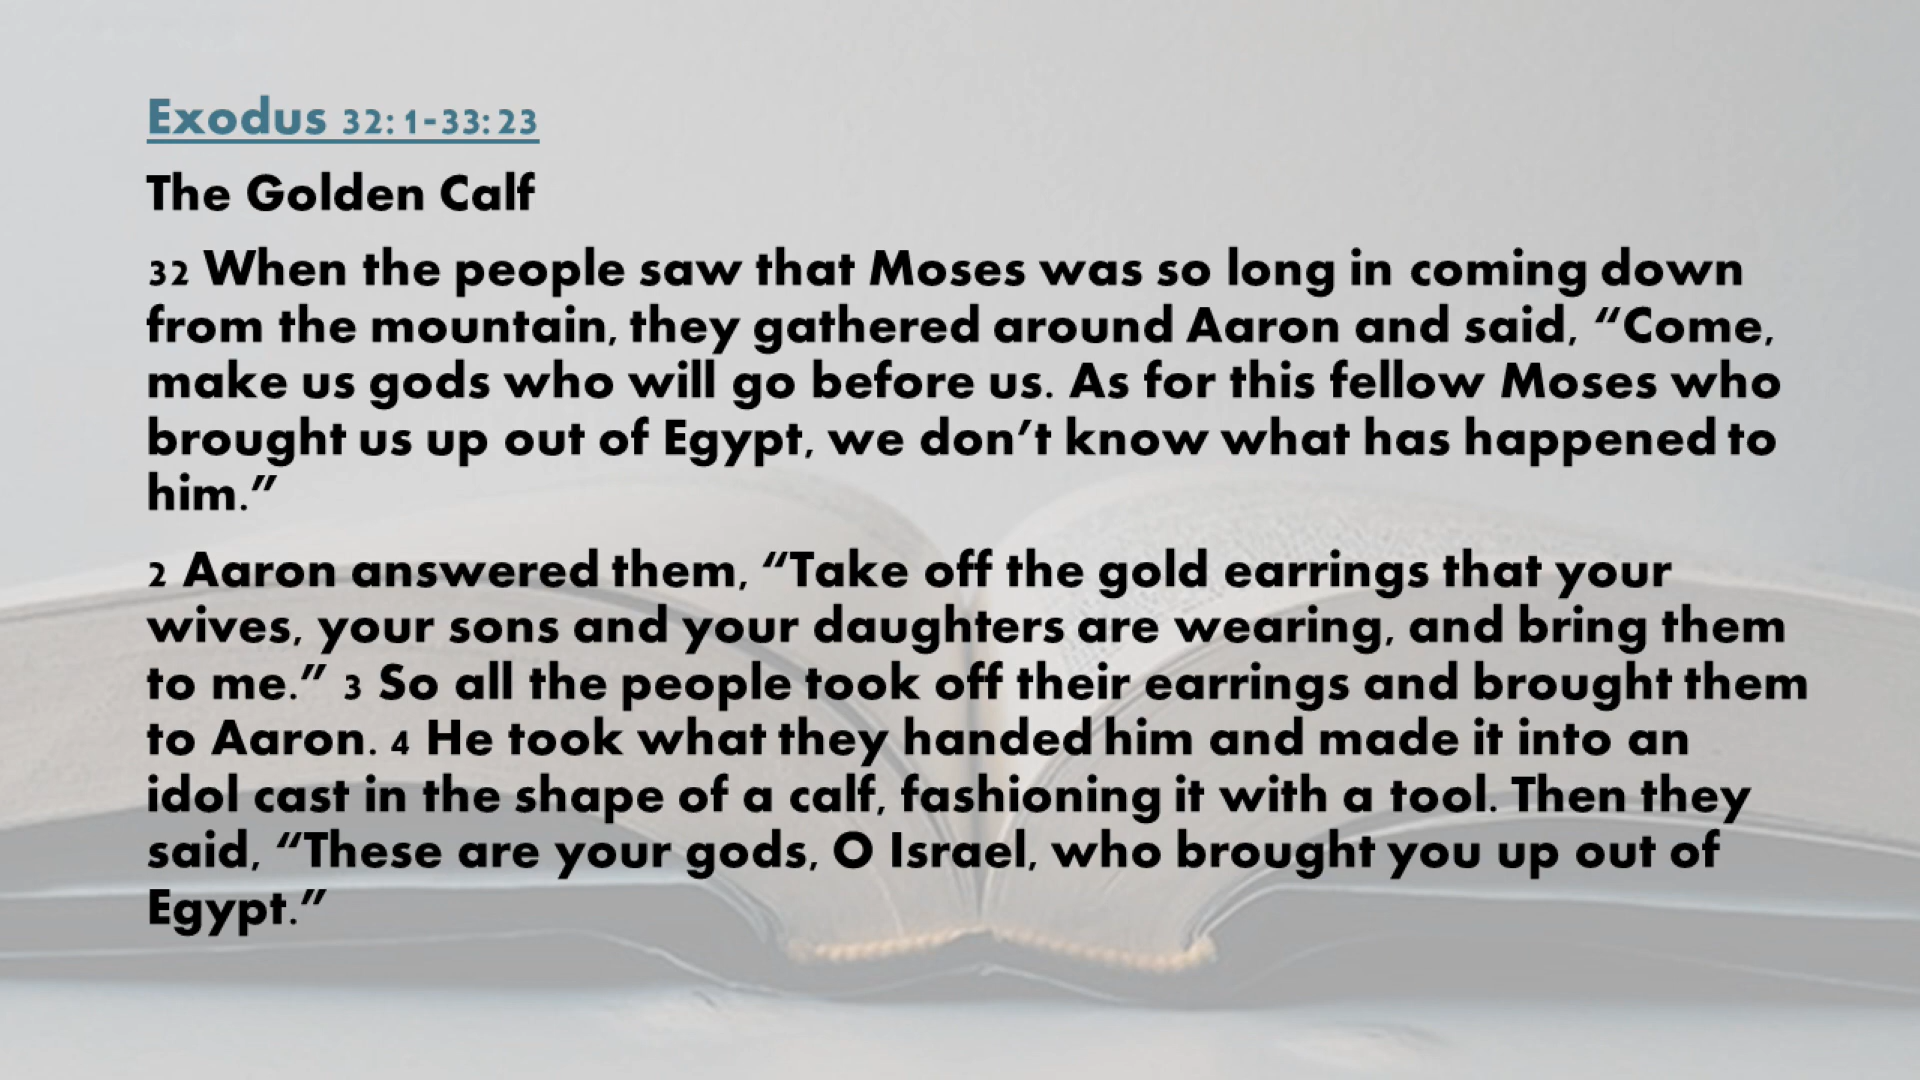 Exodus 32:1-33:23
The Golden Calf
32 When the people saw that Moses was so long in coming down
from the mountain, they gathered around Aaron and said, “Come,
make us gods who will go before us. As for this fellow Moses who
brought us up out of Egypt, we don’t know what has happened to
him.”
2 Aaron answered them, “Take off the gold earrings that your
wives, your sons and your daughters are wearing, and bring them
to me.” 3 So all the people took off their earrings and brought them
to Aaron. 4 He took what they handed him and made it into an
idol cast in the shape of a calf, fashioning it with a tool. Then they
said, “These are your gods, O Israel, who brought you up out of
Egypt.”